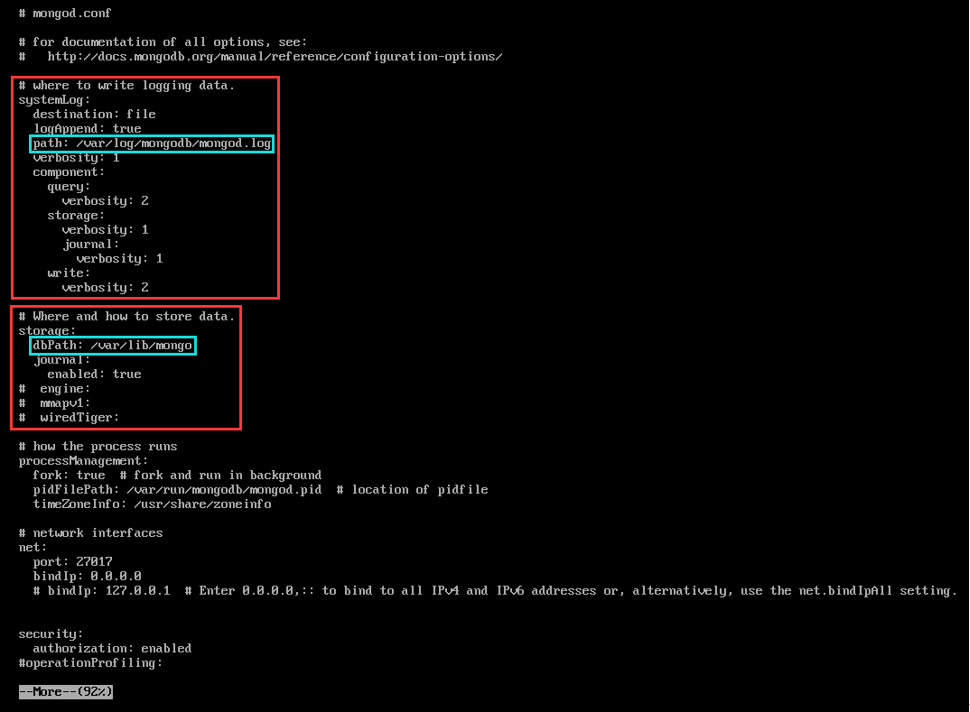 # mongod.conf
# for documentation of all options, see:
#   http://docs.mongodb.org/manual/reference/configuration-options/
# where to write logging data.
systemLog:
  destination: file
  logAppend: true
  path: /var/log/mongodb/mongod.log
  verbosity: 1
  component:
    query:
      verbosity: 2
    storage:
      verbosity: 1
      journal:
        verbosity: 1
    write:
      verbosity: 2
# Where and how to store data.
storage:
  dbPath: /var/lib/mongo
  journal:
    enabled: true
#  engine:
#  mmapv1:
#  wiredTiger:
# how the process runs
processManagement:
  fork: true  # fork and run in background
  pidFilePath: /var/run/mongodb/mongod.pid  # location of pidfile
  timeZoneInfo: /usr/share/zoneinfo
# network interfaces
net:
  port: 27017
  bindIp: 0.0.0.0
  # bindIp: 127.0.0.1  # Enter 0.0.0.0,:: to bind to all IPv4 and IPv6 addresses or, alternatively, use the net.bindIpAll setting.
security:
  authorization: enabled
#operationProfiling:
--More--(92%)